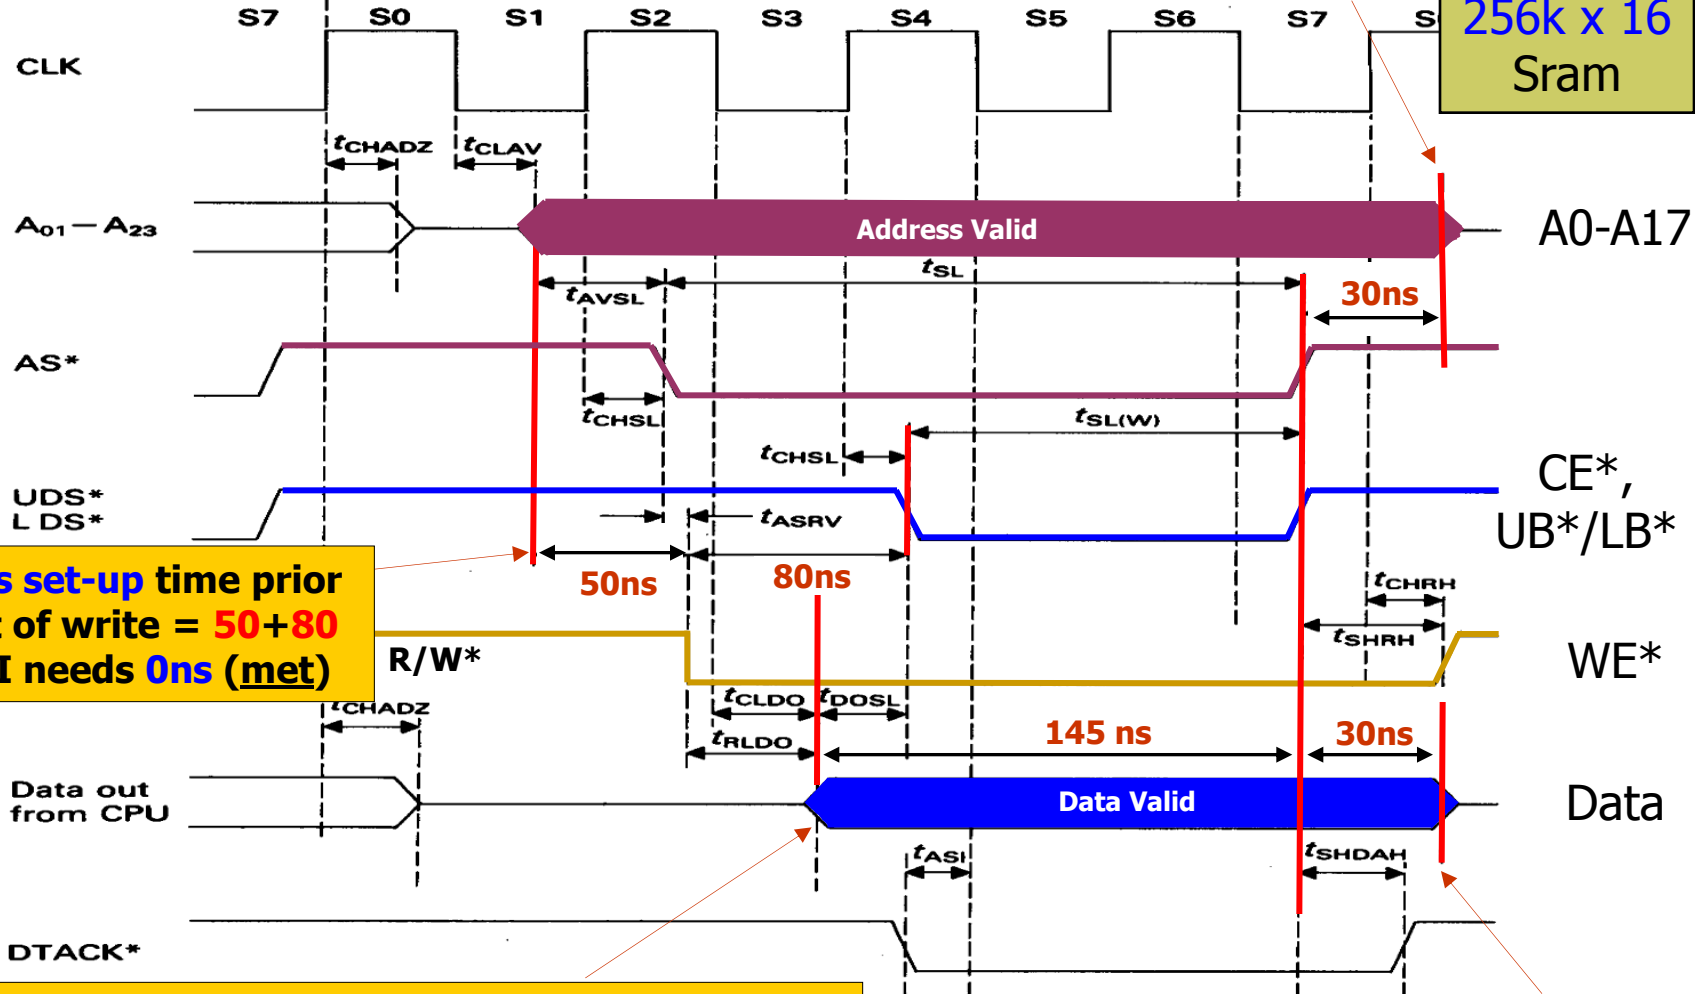 S7 S0 S1 S2 S3 S4 S5 S6 S7
256k x 16
Sram
CLK
tCHADZ tCLAV
A01–A23
Address Valid
A0-A17
tSL
tAVSL
30ns
AS*
tCHSL
tSL(W)
tCHSL
CE*,
UB*/LB*
UDS*
LDS*
tASRV
50ns
80ns
tCHRH
tSHRH
s set-up time prior
of write = 50+80
needs 0ns (met)
R/W*
WE*
tCLDO tDOSL
tCHADZ
tRLDO
145 ns
30ns
Data out
from CPU
Data Valid
Data
tASI
tSHDAH
DTACK*